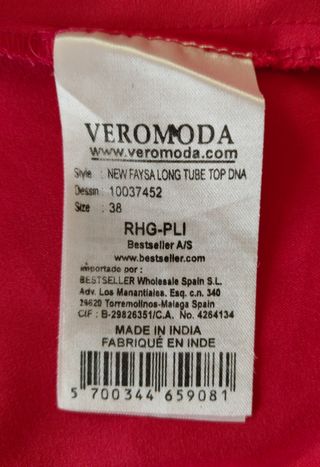 VEROMODA
www.veromoda.com
Style : NEW FAYSA LONG TUBE TOP DNA
Dessin : 10037452
Size : 38
RHG-PLI
Bestseller A/S
www.bestseller.com
Importado por :
BESTSELLER Wholesale Spain S.L.
Adv. Los Manantiales. Esq. c.n. 340
29620 Torremolinos-Malaga Spain
CIF : B-29826351/C.A. No. 4264134
MADE IN INDIA
FABRIQUÉ EN INDE
5 700344 659081